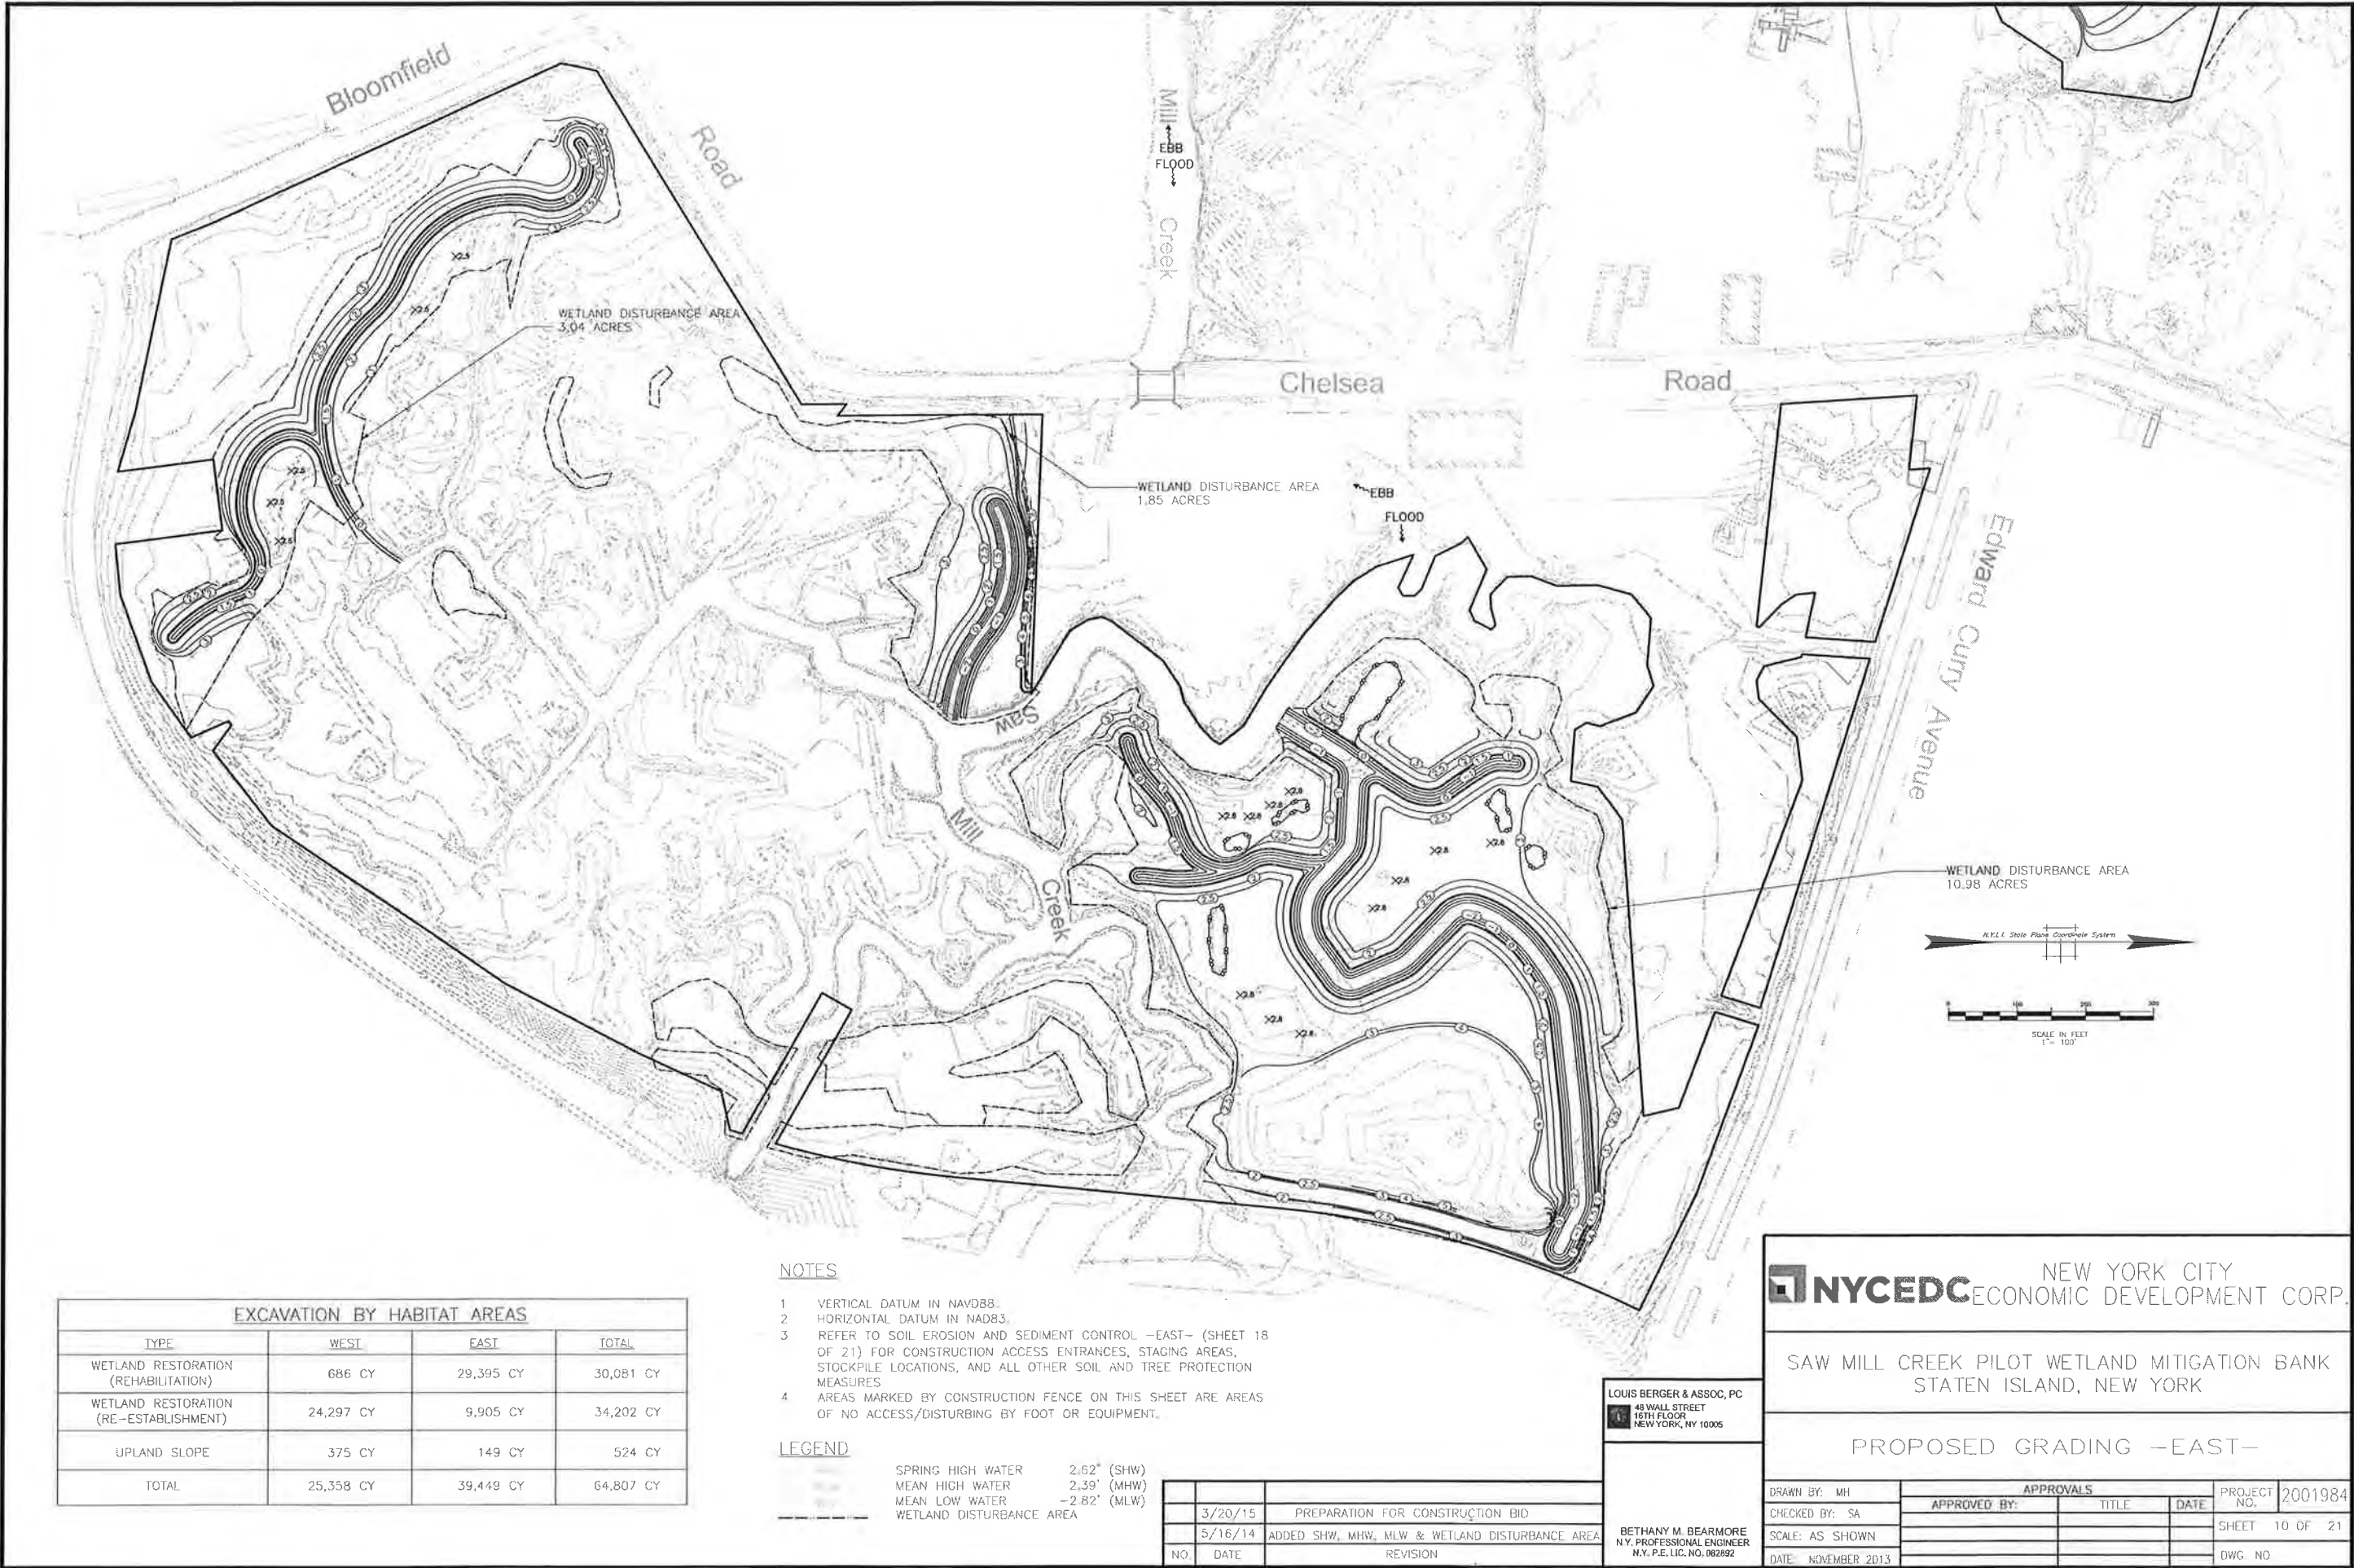 Bloomfield
Road
Mill
EBB
FLOOD
Creek
WETLAND DISTURBANCE AREA
3.04 ACRES
Chelsea Road
WETLAND DISTURBANCE AREA
1.85 ACRES
EBB
FLOOD
Edward Curry Avenue
Saw
Mill
Creek
WETLAND DISTURBANCE AREA
10.98 ACRES
N.Y.L.I. State Plane Coordinate System
0 100 200 300
SCALE IN FEET
1"= 100'
EXCAVATION BY HABITAT AREAS
TYPE WEST EAST TOTAL
WETLAND RESTORATION
(REHABILITATION) 686 CY 29,395 CY 30,081 CY
WETLAND RESTORATION
(RE-ESTABLISHMENT) 24,297 CY 9,905 CY 34,202 CY
UPLAND SLOPE 375 CY 149 CY 524 CY
TOTAL 25,358 CY 39,449 CY 64,807 CY
NOTES
1 VERTICAL DATUM IN NAVD88.
2 HORIZONTAL DATUM IN NAD83.
3 REFER TO SOIL EROSION AND SEDIMENT CONTROL -EAST- (SHEET 18
OF 21) FOR CONSTRUCTION ACCESS ENTRANCES, STAGING AREAS,
STOCKPILE LOCATIONS, AND ALL OTHER SOIL AND TREE PROTECTION
MEASURES
4 AREAS MARKED BY CONSTRUCTION FENCE ON THIS SHEET ARE AREAS
OF NO ACCESS/DISTURBING BY FOOT OR EQUIPMENT.
LEGEND
SPRING HIGH WATER 2.62' (SHW)
MEAN HIGH WATER 2.39' (MHW)
MEAN LOW WATER -2.82' (MLW)
WETLAND DISTURBANCE AREA
3/20/15 PREPARATION FOR CONSTRUCTION BID
5/16/14 ADDED SHW, MHW, MLW & WETLAND DISTURBANCE AREA
NO. DATE REVISION
LOUIS BERGER & ASSOC, PC
48 WALL STREET
16TH FLOOR
NEW YORK, NY 10005
BETHANY M. BEARMORE
N.Y. PROFESSIONAL ENGINEER
N.Y. P.E. LIC. NO. 082892
NYCEDC
NEW YORK CITY
ECONOMIC DEVELOPMENT CORP.
SAW MILL CREEK PILOT WETLAND MITIGATION BANK
STATEN ISLAND, NEW YORK
PROPOSED GRADING -EAST-
DRAWN BY: MH
CHECKED BY: SA
SCALE: AS SHOWN
DATE: NOVEMBER 2013
APPROVALS
APPROVED BY: TITLE DATE
PROJECT NO. 2001984
SHEET 10 OF 21
DWG NO